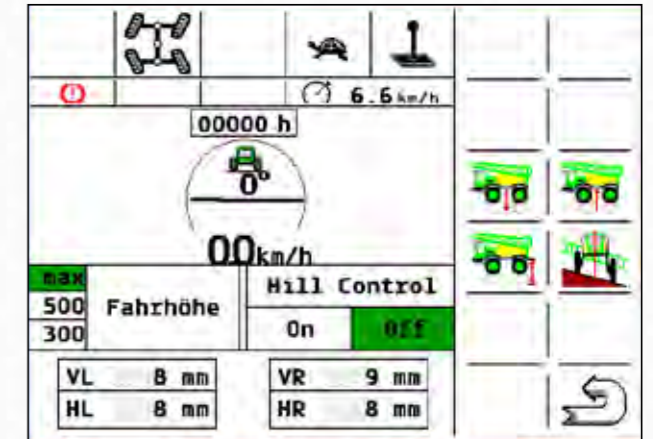 6.6 km/h
00000 h
0°
00km/h
max
500
300
Fahrhöhe
Hill Control
On
Off
VL 8 mm
VR 9 mm
HL 8 mm
HR 8 mm